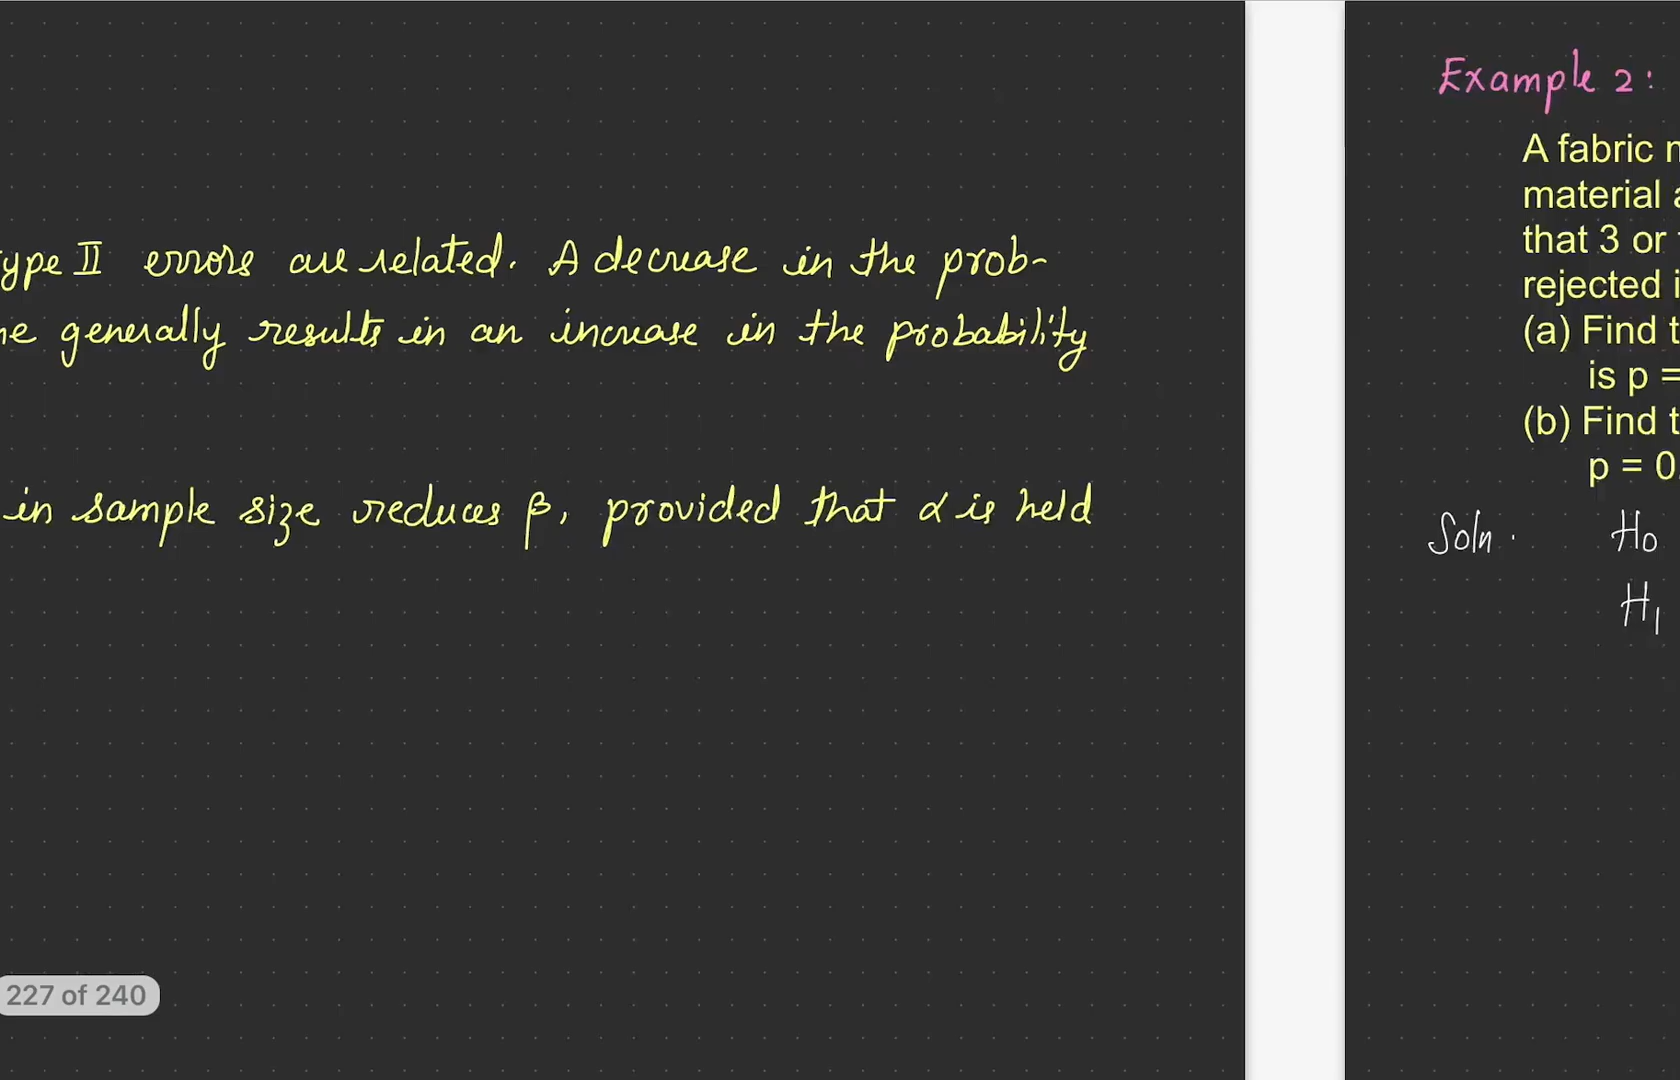 ype II errors are related. A decrease in the prob-
ne generally results in an increase in the probability
in sample size reduces β, provided that α is held
227 of 240
Example 2:
A fabric
material
that 3 or
rejected
(a) Find t
is p =
(b) Find t
p = 0.
Soln.
H0
H1